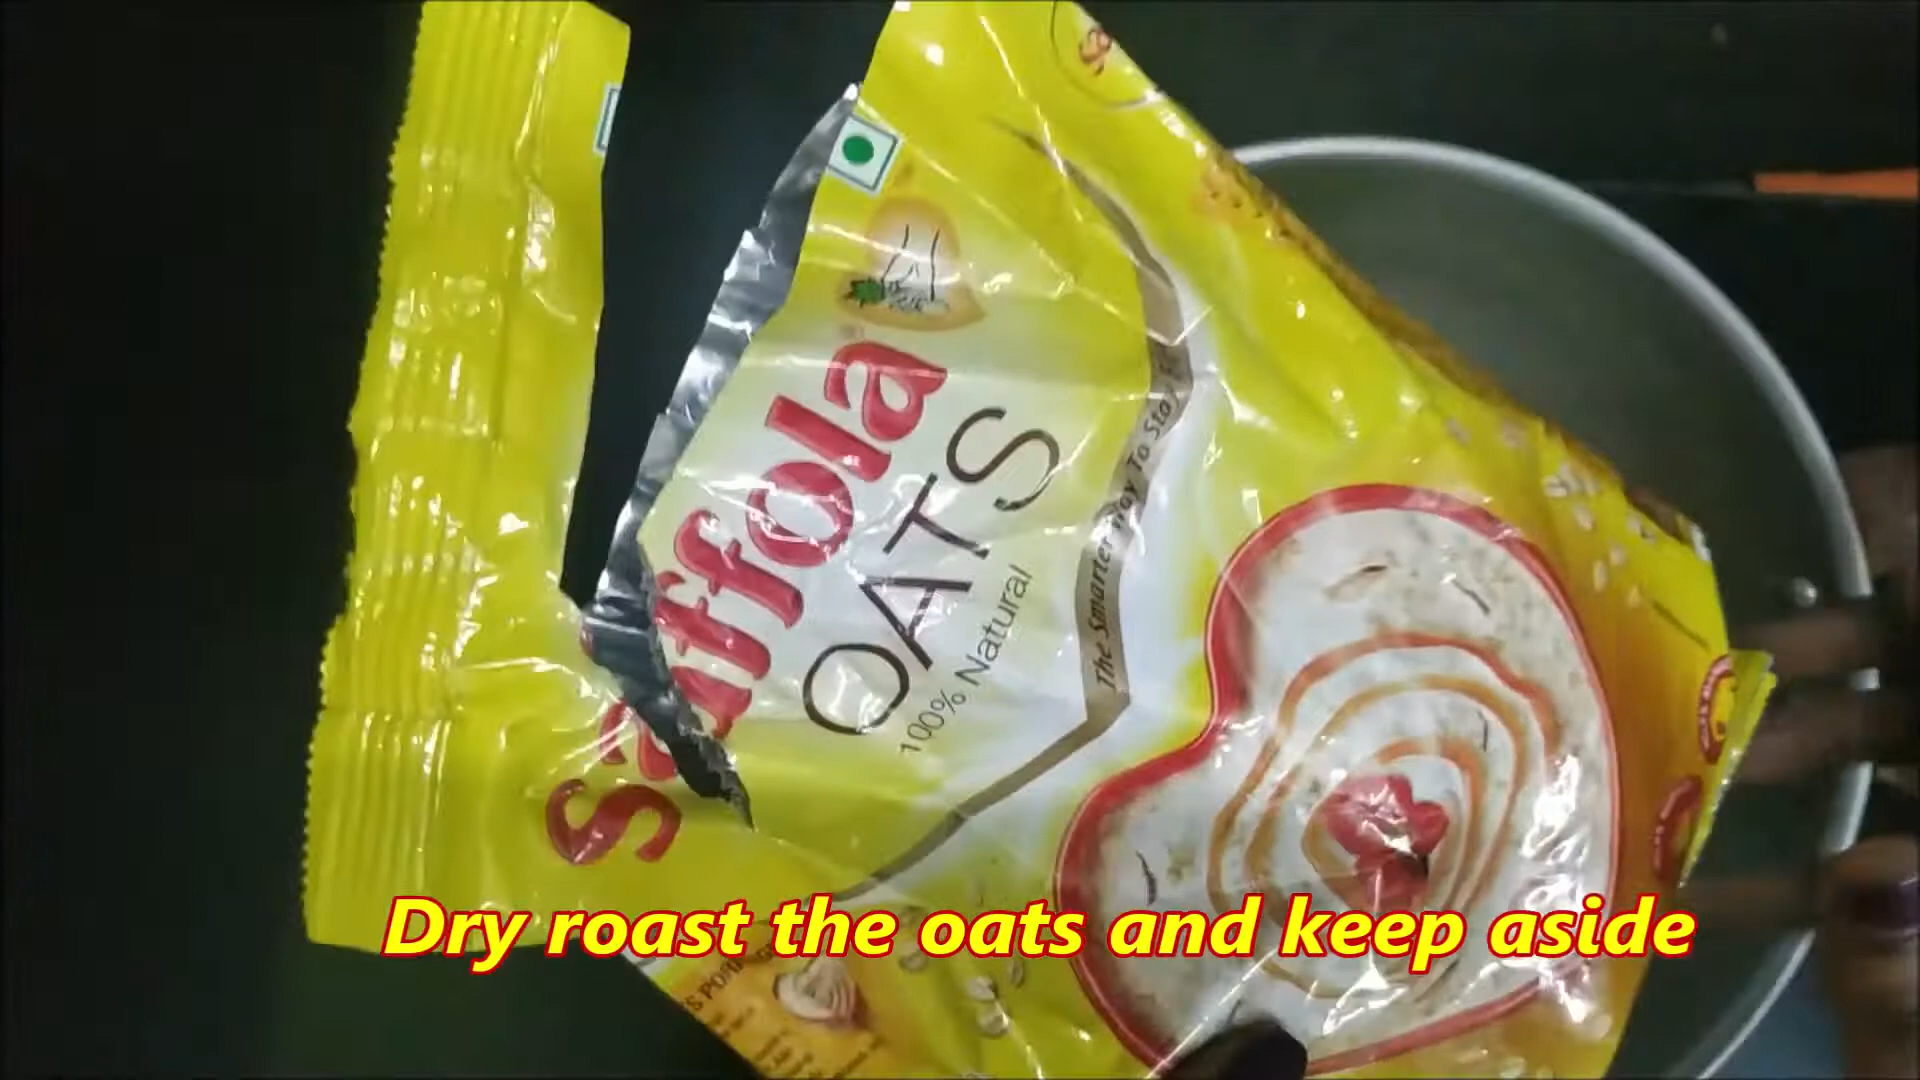 Saffola
OATS
100% Natural
The Smarter Way To Stay
Dry roast the oats and keep aside